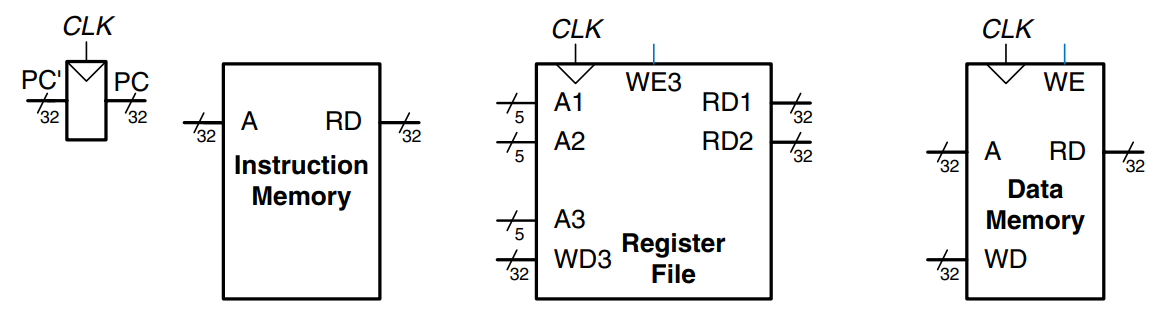 CLK
PC'
PC
32
32
A
RD
32
32
Instruction
Memory
CLK
WE3
A1
RD1
5
32
A2
RD2
5
32
A3
5
WD3
32
Register
File
CLK
WE
A
RD
32
32
Data
Memory
WD
32